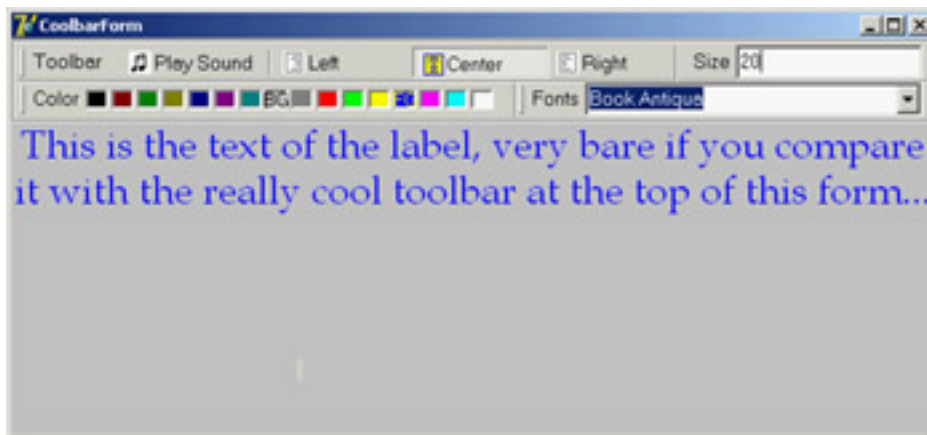 CoolbarForm
Toolbar Play Sound Left Center Right Size 20
Color BG FG Fonts Book Antiqua
This is the text of the label, very bare if you compare
it with the really cool toolbar at the top of this form...